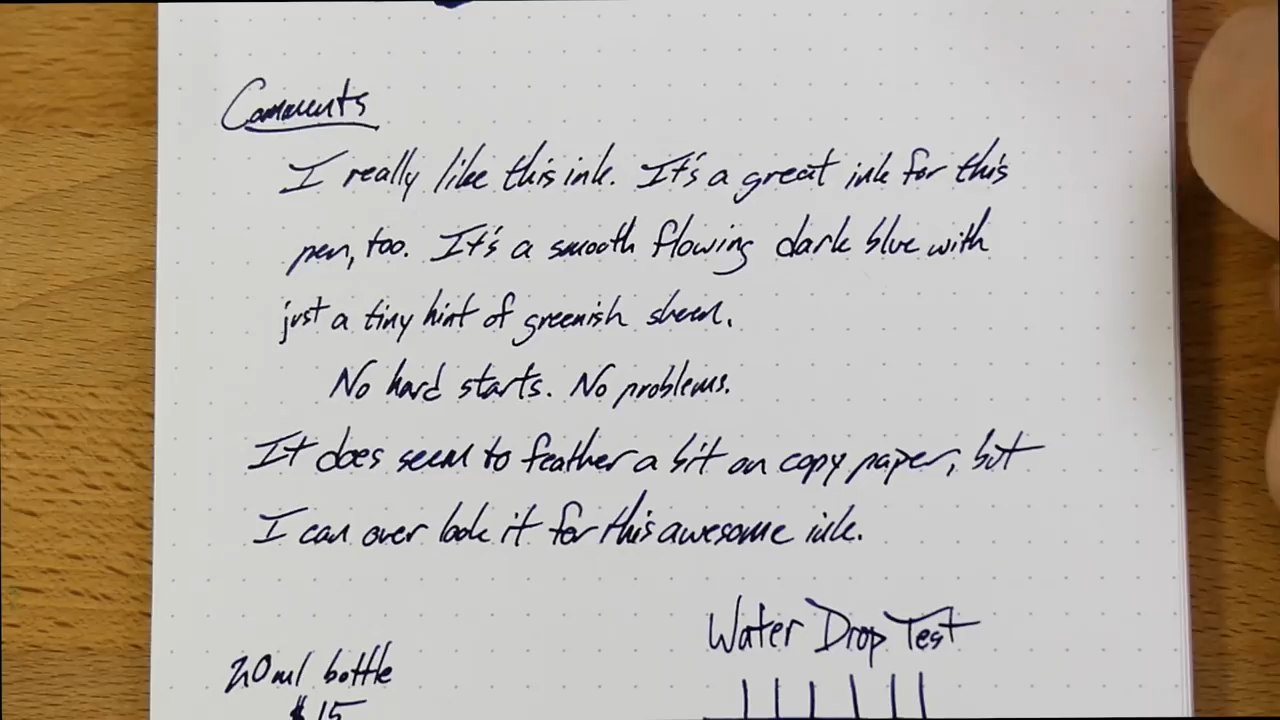 Comments
I really like this ink. It's a great ink for this
pen, too. It's a smooth flowing dark blue with
just a tiny hint of greenish sheen.
No hard starts. No problems.
It does seem to feather a bit on copy paper, but
I can over look it for this awesome ink.
Water Drop Test
20ml bottle
$15